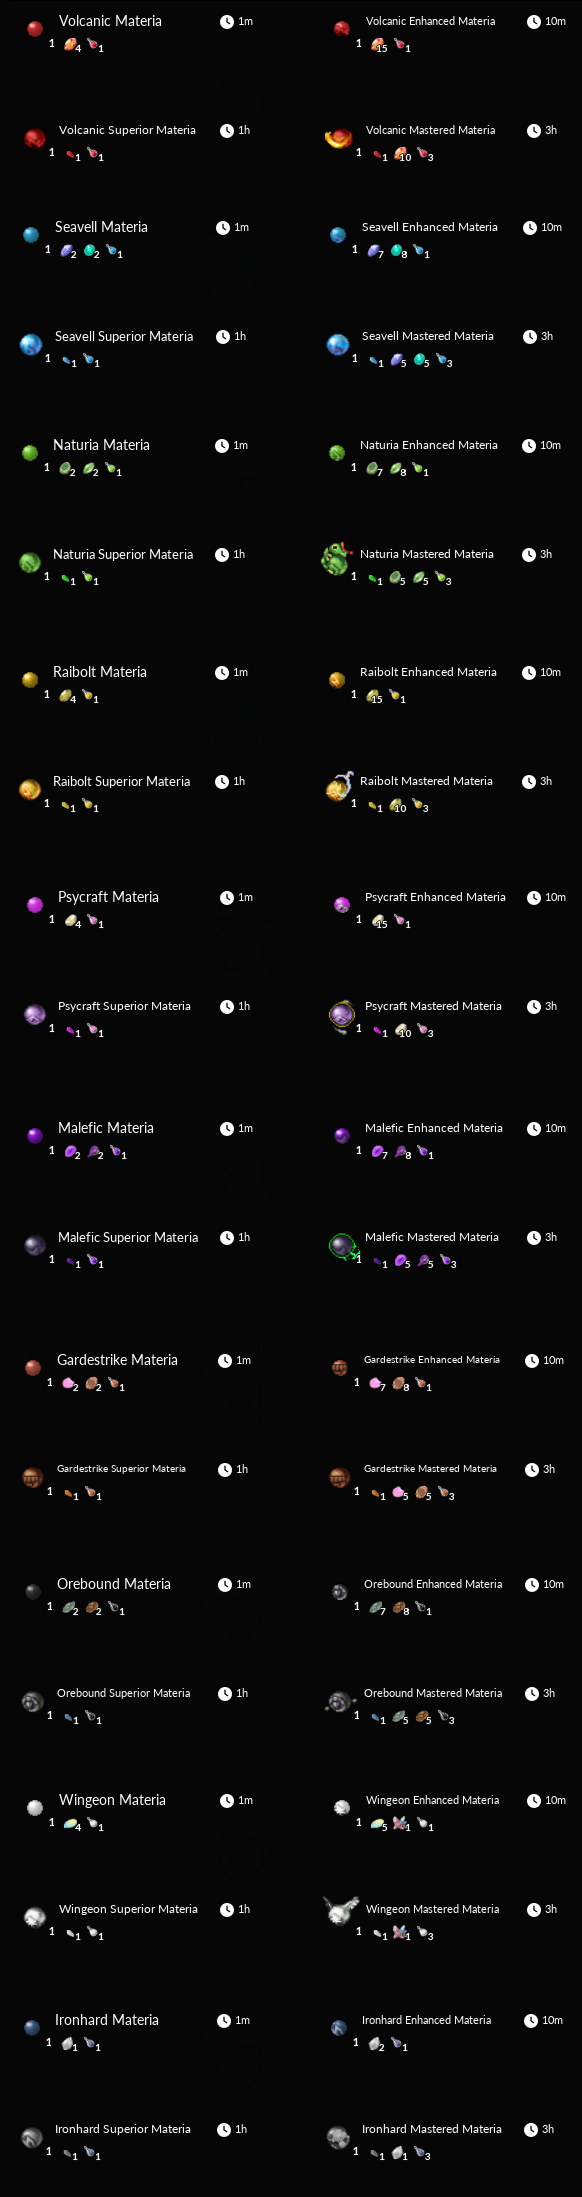 Volcanic Materia 1m Volcanic Enhanced Materia 10m
1 4 1 1 15 1
Volcanic Superior Materia 1h Volcanic Mastered Materia 3h
1 1 1 1 1 10 3
Seavell Materia 1m Seavell Enhanced Materia 10m
1 2 2 1 1 7 8 1
Seavell Superior Materia 1h Seavell Mastered Materia 3h
1 1 1 1 1 5 5 3
Naturia Materia 1m Naturia Enhanced Materia 10m
1 2 2 1 1 7 8 1
Naturia Superior Materia 1h Naturia Mastered Materia 3h
1 1 1 1 1 5 5 3
Raibolt Materia 1m Raibolt Enhanced Materia 10m
1 4 1 1 15 1
Raibolt Superior Materia 1h Raibolt Mastered Materia 3h
1 1 1 1 1 10 3
Psycraft Materia 1m Psycraft Enhanced Materia 10m
1 4 1 1 15 1
Psycraft Superior Materia 1h Psycraft Mastered Materia 3h
1 1 1 1 1 10 3
Malefic Materia 1m Malefic Enhanced Materia 10m
1 2 2 1 1 7 8 1
Malefic Superior Materia 1h Malefic Mastered Materia 3h
1 1 1 1 1 5 5 3
Gardestrike Materia 1m Gardestrike Enhanced Materia 10m
1 2 2 1 1 7 8 1
Gardestrike Superior Materia 1h Gardestrike Mastered Materia 3h
1 1 1 1 1 5 5 3
Orebound Materia 1m Orebound Enhanced Materia 10m
1 2 2 1 1 7 8 1
Orebound Superior Materia 1h Orebound Mastered Materia 3h
1 1 1 1 1 5 5 3
Wingeon Materia 1m Wingeon Enhanced Materia 10m
1 4 1 1 5 1 1
Wingeon Superior Materia 1h Wingeon Mastered Materia 3h
1 1 1 1 1 1 3
Ironhard Materia 1m Ironhard Enhanced Materia 10m
1 1 1 1 2 1
Ironhard Superior Materia 1h Ironhard Mastered Materia 3h
1 1 1 1 1 1 3